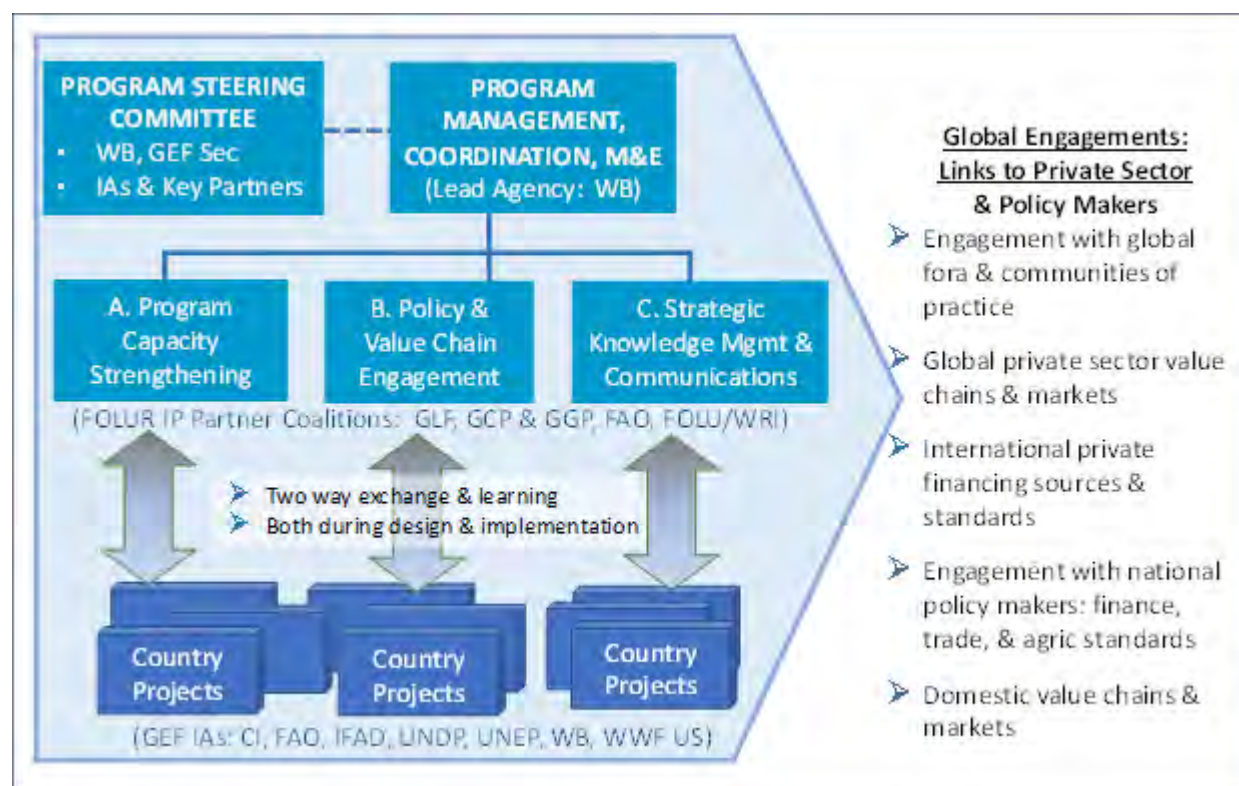 PROGRAM STEERING
COMMITTEE
▪ WB, GEF Sec
▪ IAs & Key Partners
PROGRAM
MANAGEMENT,
COORDINATION, M&E
(Lead Agency: WB)
A. Program
Capacity
Strengthening
B. Policy &
Value Chain
Engagement
C. Strategic
Knowledge Mgmt &
Communications
(FOLUR IP Partner Coalitions: GLF, GCP & GGP, FAO, FOLU/WRI)
➢ Two way exchange & learning
➢ Both during design & implementation
Country
Projects
Country
Projects
Country
Projects
(GEF IAs: CI, FAO, IFAD, UNDP, UNEP, WB, WWF US)
Global Engagements:
Links to Private Sector
& Policy Makers
➢ Engagement with global
fora & communities of
practice
➢ Global private sector value
chains & markets
➢ International private
financing sources &
standards
➢ Engagement with national
policy makers: finance,
trade, & agric standards
➢ Domestic value chains &
markets